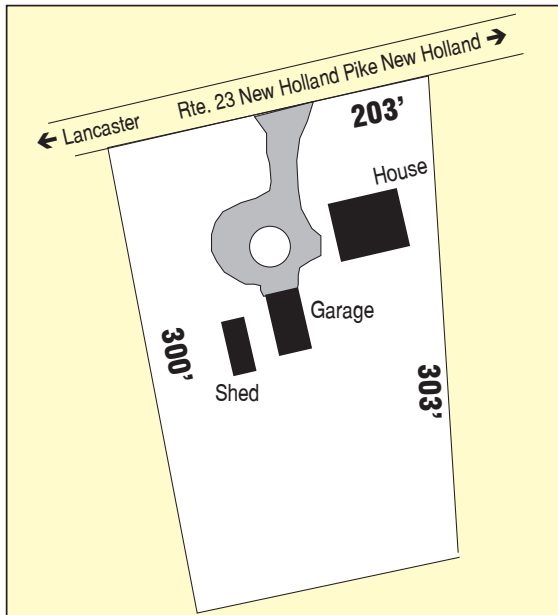 Rte. 23 New Holland Pike New Holland →
← Lancaster
203’
House
Garage
300’
Shed
303’